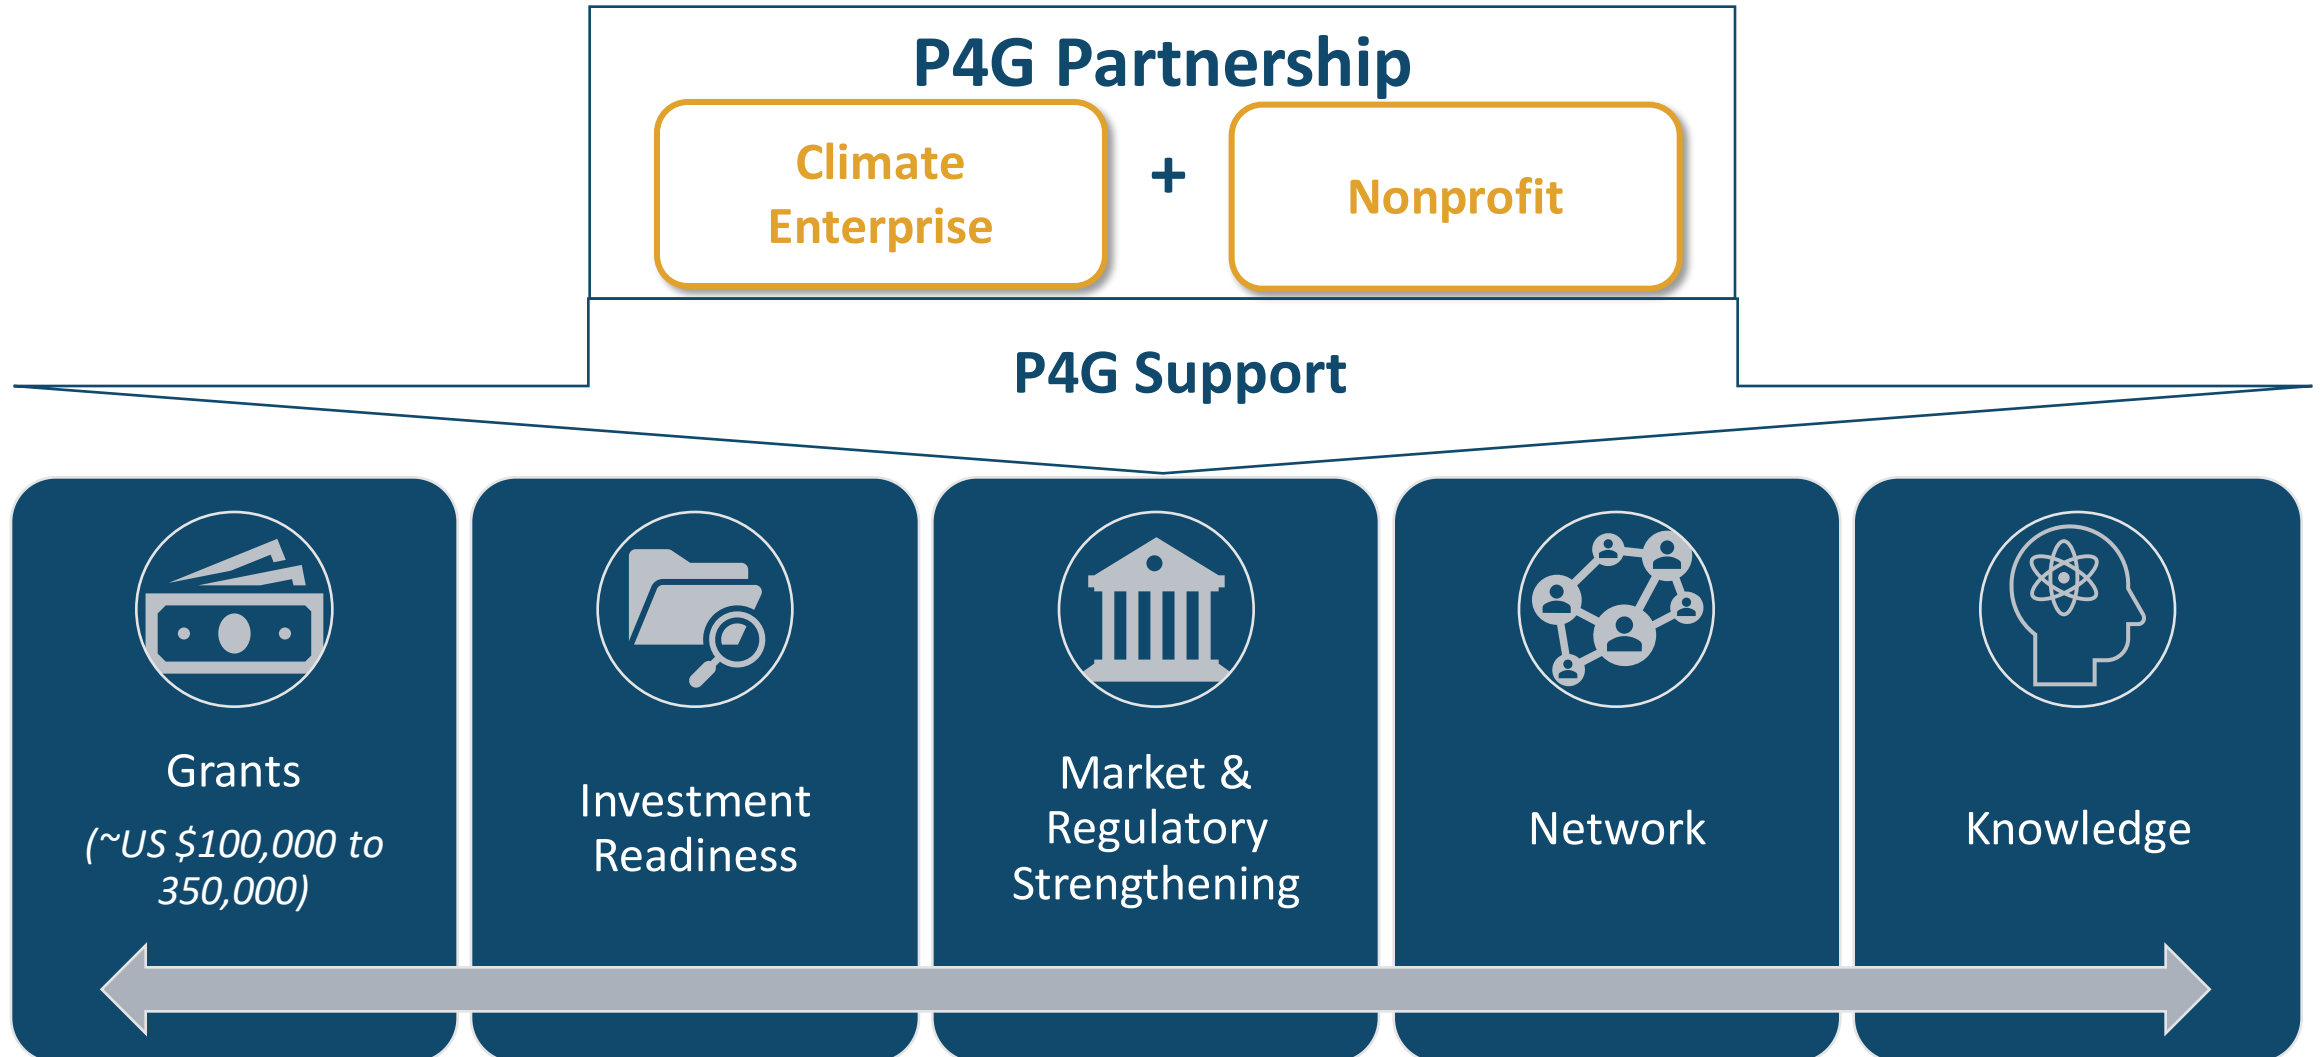 P4G Partnership
Climate
Enterprise
+
Nonprofit
P4G Support
Grants
(~US $100,000 to
350,000)
Investment
Readiness
Market &
Regulatory
Strengthening
Network
Knowledge